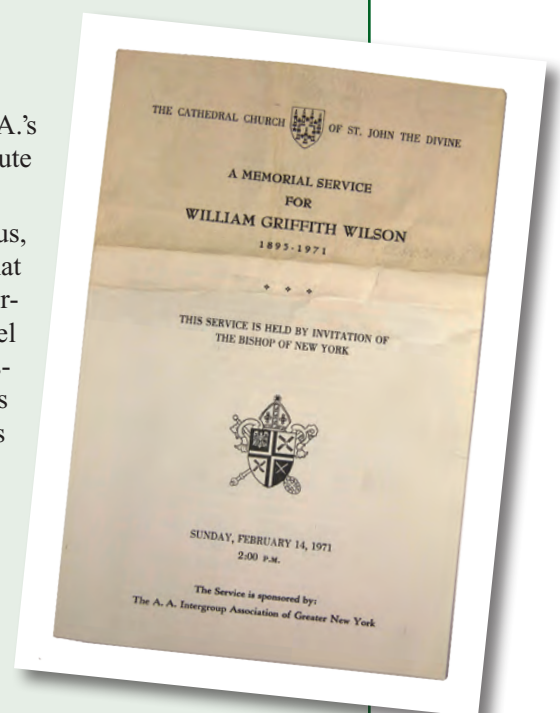 A.'s
ute
us,
at
r-
el
-
s
s
THE CATHEDRAL CHURCH OF ST. JOHN THE DIVINE
A MEMORIAL SERVICE
FOR
WILLIAM GRIFFITH WILSON
1895-1971
THIS SERVICE IS HELD BY INVITATION OF
THE BISHOP OF NEW YORK
SUNDAY, FEBRUARY 14, 1971
2:00 P.M.
The Service is sponsored by:
The A. A. Intergroup Association of Greater New York